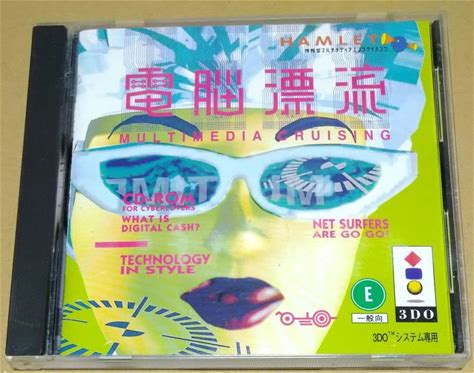 HAMLET
電脳漂流
MULTIMEDIA CRUISING
CD-ROM
FOR CYBERLOVERS
WHAT IS
DIGITAL CASH?
NET SURFERS
ARE GO GO!
TECHNOLOGY
IN STYLE
E
一般向
3DO
3DO™システム専用